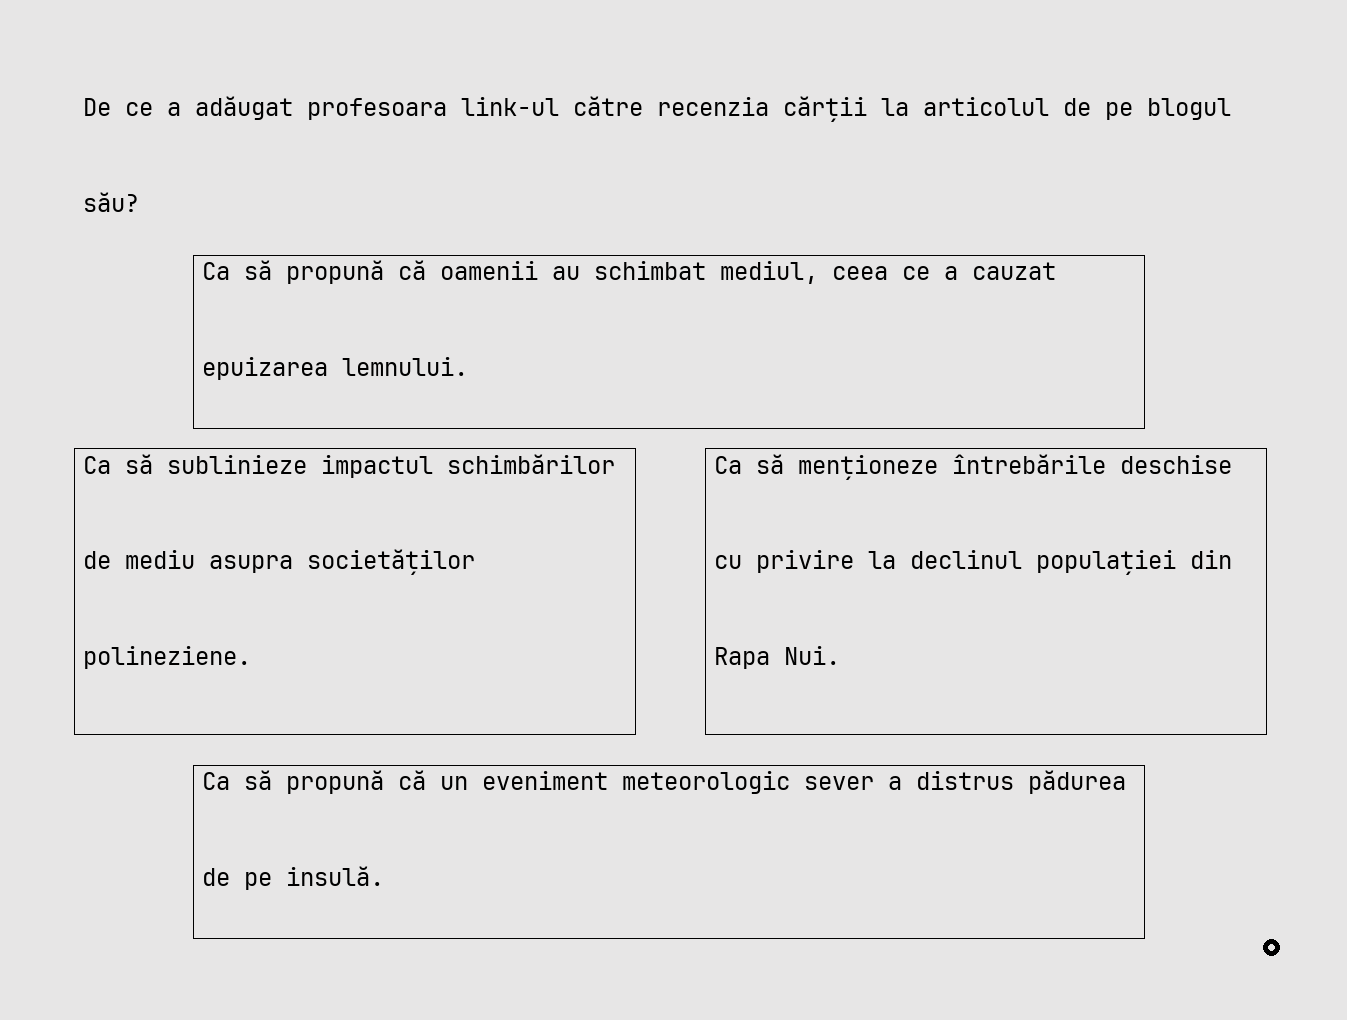 De ce a adăugat profesoara link-ul către recenzia cărții la articolul de pe blogul
său?
Ca să propună că oamenii au schimbat mediul, ceea ce a cauzat
epuizarea lemnului.
Ca să sublinieze impactul schimbărilor
de mediu asupra societăților
polineziene.
Ca să menționeze întrebările deschise
cu privire la declinul populației din
Rapa Nui.
Ca să propună că un eveniment meteorologic sever a distrus pădurea
de pe insulă.